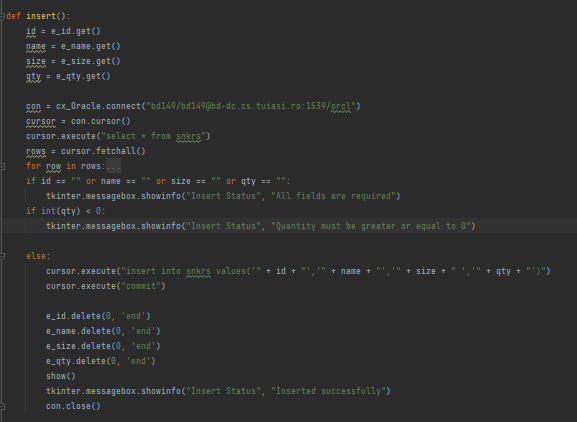 def insert():
    id = e_id.get()
    name = e_name.get()
    size = e_size.get()
    qty = e_qty.get()

    con = cx_Oracle.connect("bd149/bd149@bd-dc.cs.tuiasi.ro:1539/orcl")
    cursor = con.cursor()
    cursor.execute("select * from snkrs")
    rows = cursor.fetchall()
    for row in rows:...
    if id == "" or name == "" or size == "" or qty == "":
        tkinter.messagebox.showinfo("Insert Status", "All fields are required")
    if int(qty) < 0:
        tkinter.messagebox.showinfo("Insert Status", "Quantity must be greater or equal to 0")

    else:
        cursor.execute("insert into snkrs values('" + id + "','" + name + "','" + size + " ','" + qty + "')")
        cursor.execute("commit")

        e_id.delete(0, 'end')
        e_name.delete(0, 'end')
        e_size.delete(0, 'end')
        e_qty.delete(0, 'end')
        show()
        tkinter.messagebox.showinfo("Insert Status", "Inserted successfully")
        con.close()